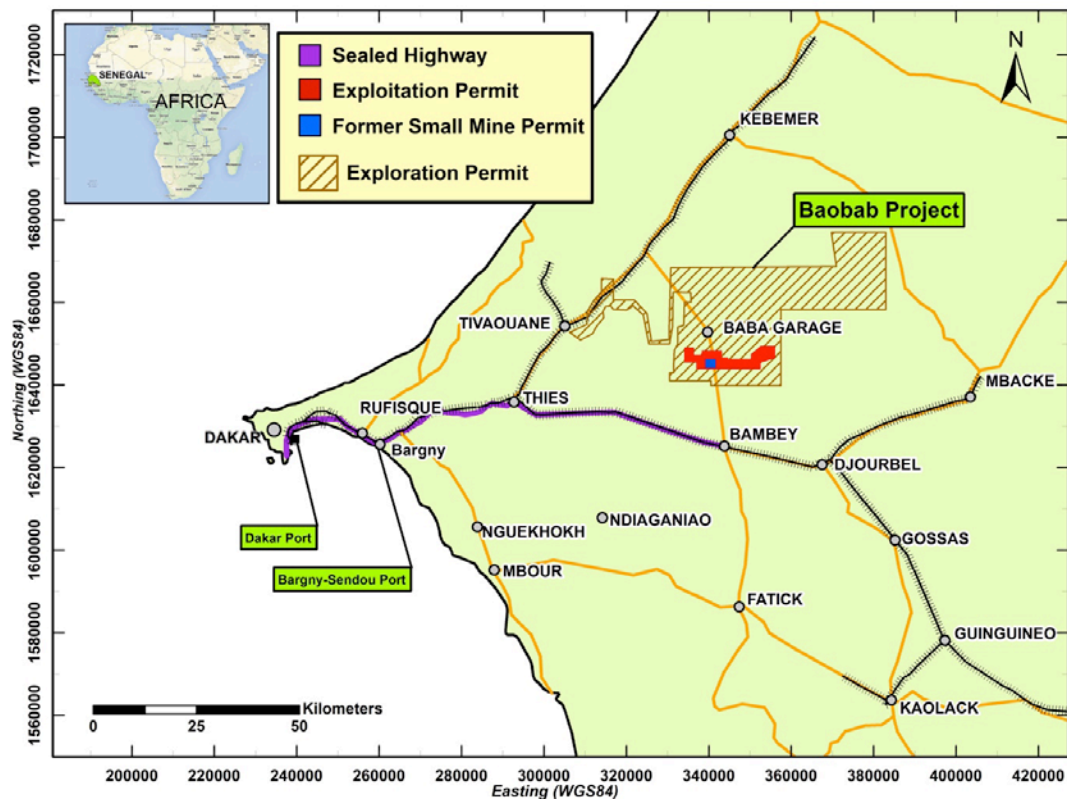 SENEGAL
AFRICA
Sealed Highway
Exploitation Permit
Former Small Mine Permit
Exploration Permit
N
KEBEMER
Baobab Project
TIVAOUANE
BABA GARAGE
MBACKE
THIES
RUFISQUE
DAKAR
Bargny
BAMBEY
DJOURBEL
Dakar Port
NDIAGANIAO
NGUEKHOKH
GOSSAS
Bargny-Sendou Port
MBOUR
FATICK
GUINGUINEO
KAOLACK
Kilometers
0 25 50
Northing (WGS84)
1720000
1700000
1680000
1660000
1640000
1620000
1600000
1580000
1560000
200000 220000 240000 260000 280000 300000 320000 340000 360000 380000 400000 420000
Easting (WGS84)